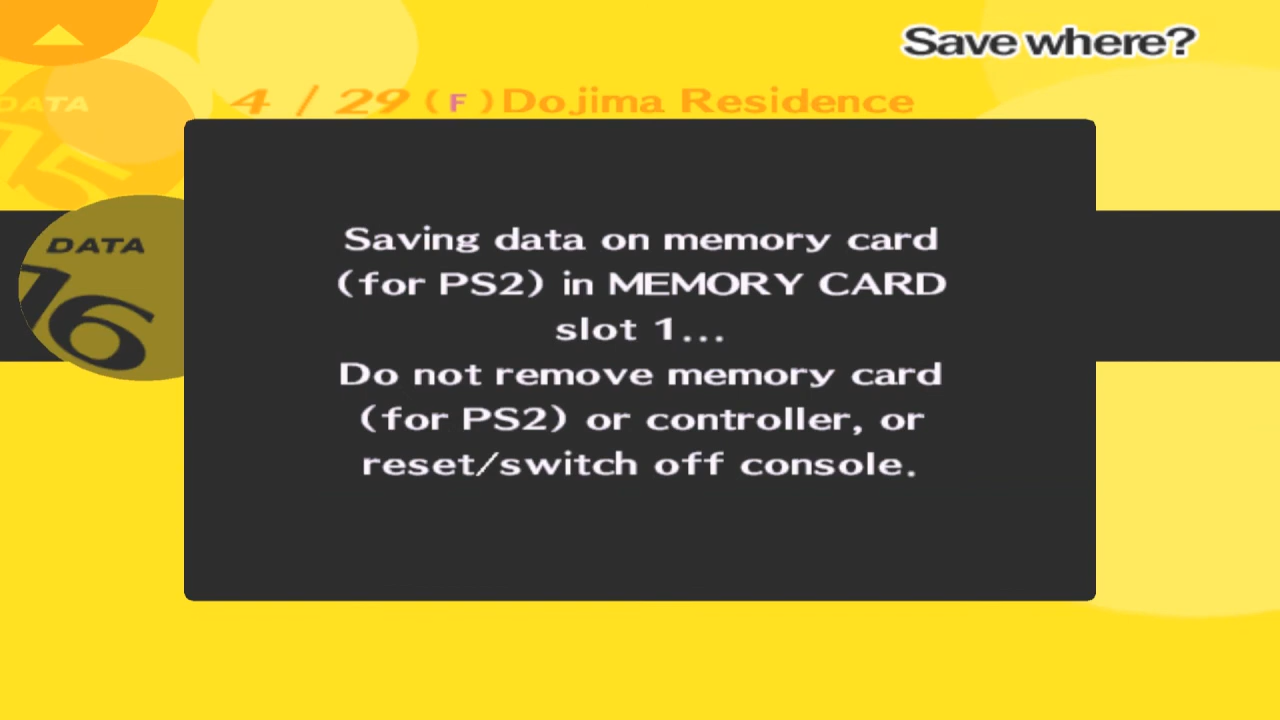 Save where?
DATA
15
4 / 29 (F) Dojima Residence
DATA
16
Saving data on memory card
(for PS2) in MEMORY CARD
slot 1...
Do not remove memory card
(for PS2) or controller, or
reset/switch off console.